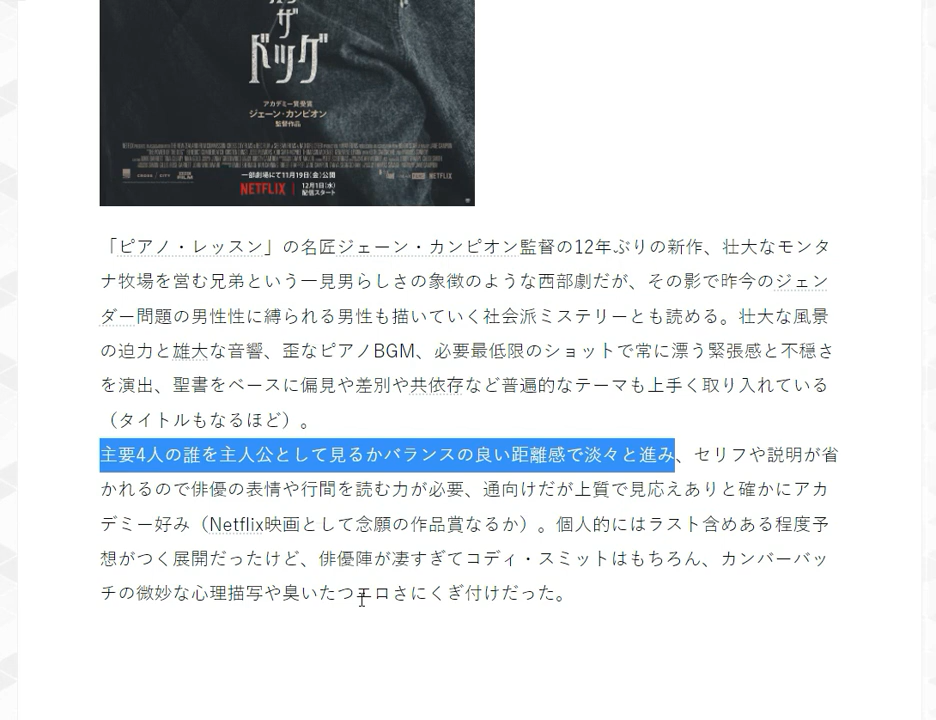 ザ
ドッグ
アカデミー賞受賞
ジェーン・カンピオン
監督作品
一部劇場にて11月19日(金)公開
NETFLIX 12月1日(水)
配信スタート
NETFLIX
「ピアノ・レッスン」の名匠ジェーン・カンピオン監督の12年ぶりの新作、壮大なモンタ
ナ牧場を営む兄弟という一見男らしさの象徴のような西部劇だが、その影で昨今のジェン
ダー問題の男性性に縛られる男性も描いていく社会派ミステリーとも読める。壮大な風景
の迫力と雄大な音響、歪なピアノBGM、必要最低限のショットで常に漂う緊張感と不穏さ
を演出、聖書をベースに偏見や差別や共依存など普遍的なテーマも上手く取り入れている
（タイトルもなるほど）。
主要4人の誰を主人公として見るかバランスの良い距離感で淡々と進み、セリフや説明が省
かれるので俳優の表情や行間を読む力が必要、通向けだが上質で見応えありと確かにアカ
デミー好み（Netflix映画として念願の作品賞なるか）。個人的にはラスト含めある程度予
想がつく展開だったけど、俳優陣が凄すぎてコディ・スミットはもちろん、カンバーバッ
チの微妙な心理描写や臭いたつエロさにくぎ付けだった。